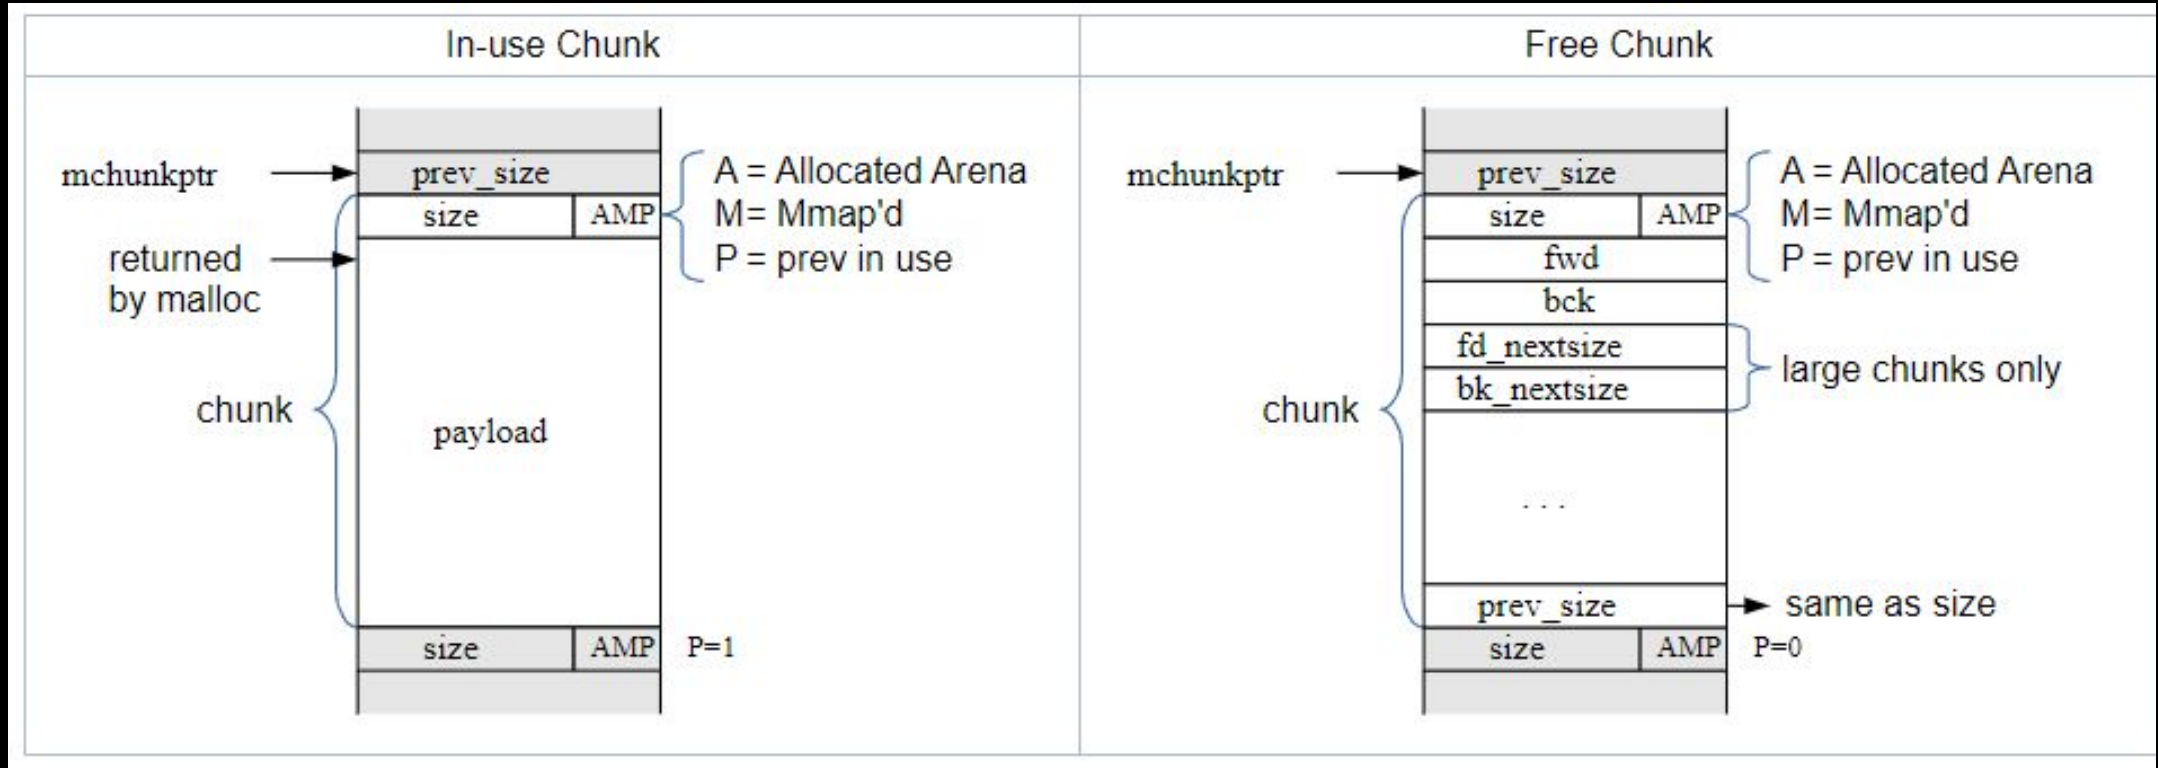 In-use Chunk
Free Chunk
mchunkptr
prev_size
size
AMP
A = Allocated Arena
M= Mmap'd
P = prev in use
returned
by malloc
chunk
payload
size
AMP
P=1
mchunkptr
prev_size
size
AMP
A = Allocated Arena
M= Mmap'd
P = prev in use
fwd
bck
fd_nextsize
bk_nextsize
large chunks only
chunk
. . .
prev_size
same as size
size
AMP
P=0